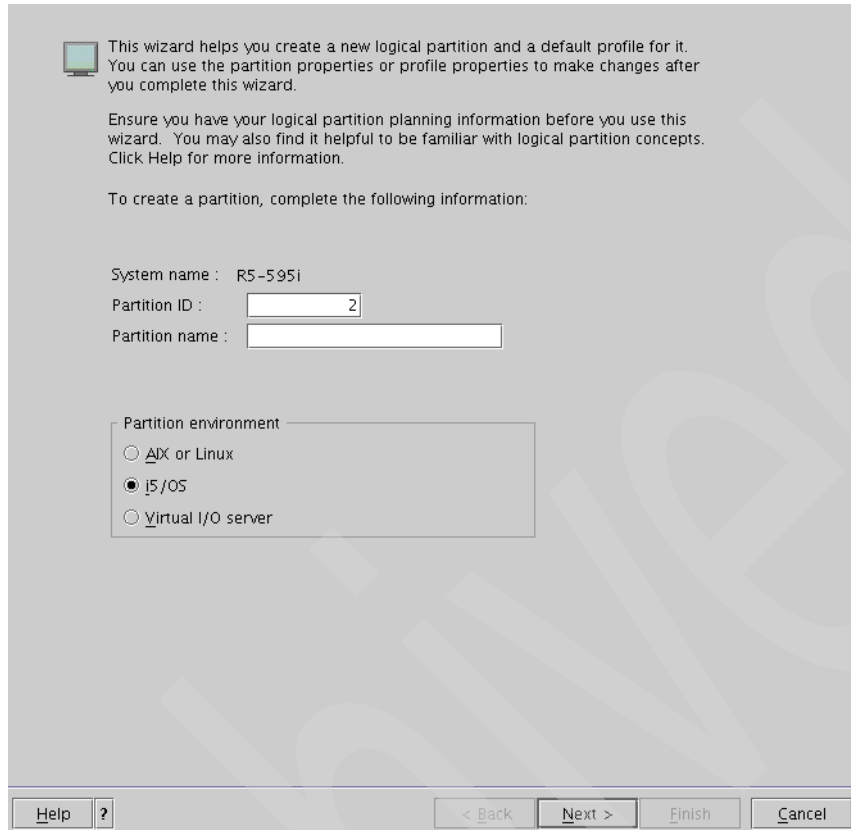 This wizard helps you create a new logical partition and a default profile for it.
You can use the partition properties or profile properties to make changes after
you complete this wizard.
Ensure you have your logical partition planning information before you use this
wizard. You may also find it helpful to be familiar with logical partition concepts.
Click Help for more information.
To create a partition, complete the following information:
System name : R5-595i
Partition ID : 2
Partition name :
Partition environment
AIX or Linux
i5/OS
Virtual I/O server
Help ? < Back Next > Finish Cancel